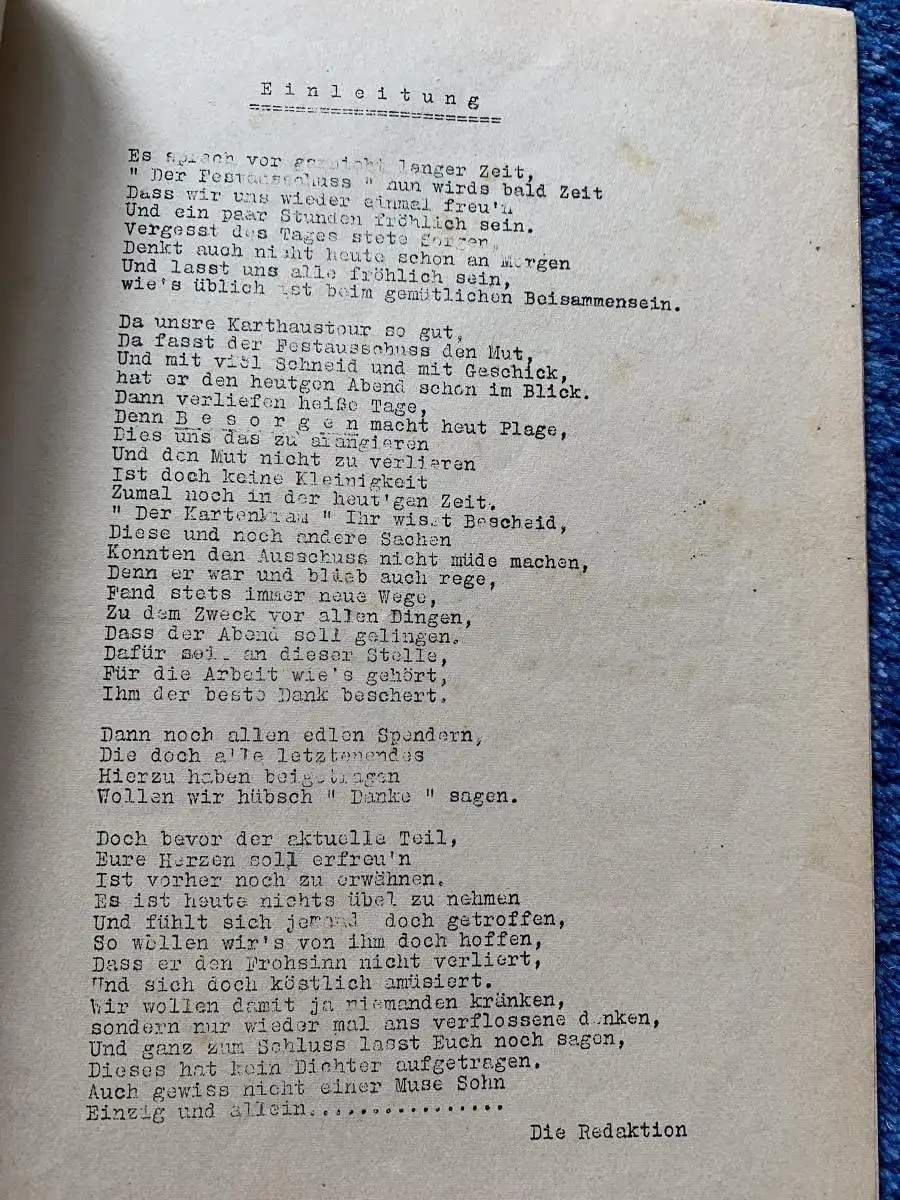 Einleitung
Es sprach vor garnicht langer Zeit,
" Der Festausschuss " nun wirds bald Zeit
Dass wir uns wieder einmal freu'n
Und ein paar Stunden fröhlich sein.
Vergesst des Tages stete Sorgen,
Denkt auch nicht heute schon an Morgen
Und lasst uns alle fröhlich sein,
wie's üblich ist beim gemütlichen Beisammensein.
Da unsre Karthaustour so gut,
Da fasst der Festausschuss den Mut,
Und mit viel Schneid und mit Geschick,
hat er den heutgen Abend schon im Blick.
Dann verliefen heiße Tage,
Denn B e s o r g e n macht heut Plage,
Dies uns das zu arangieren
Und den Mut nicht zu verlieren
Ist doch keine Kleinigkeit
Zumal noch in der heut'gen Zeit.
" Der Kartenkram " Ihr wisst Bescheid,
Diese und noch andere Sachen
Konnten den Ausschuss nicht müde machen,
Denn er war und blieb auch rege,
Fand stets immer neue Wege,
Zu dem Zweck vor allen Dingen,
Dass der Abend soll gelingen.
Dafür sei an dieser Stelle,
Für die Arbeit wie's gehört,
Ihm der beste Dank beschert.
Dann noch allen edlen Spendern,
Die doch alle letztenendes
Hierzu haben beigetragen
Wollen wir hübsch " Danke " sagen.
Doch bevor der aktuelle Teil,
Eure Herzen soll erfreu'n
Ist vorher noch zu erwähnen.
Es ist heute nichts übel zu nehmen
Und fühlt sich jemand doch getroffen,
So wollen wir's von ihm doch hoffen,
Dass er den Frohsinn nicht verliert,
Und sich doch köstlich amüsiert.
Wir wollen damit ja niemanden kränken,
sondern nur wieder mal ans verflossene denken,
Und ganz zum Schluss lasst Euch noch sagen,
Dieses hat kein Dichter aufgetragen.
Auch gewiss nicht einer Muse Sohn
Einzig und allein.................
Die Redaktion